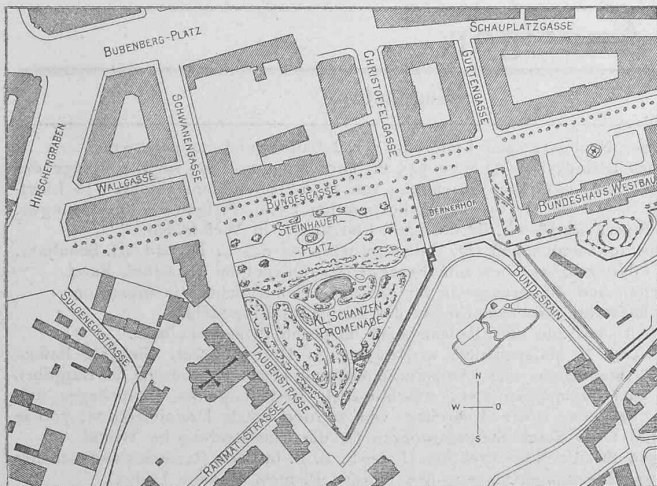 SCHAUPLATZGASSE
BUBENBERG-PLATZ
CHRISTOFFELGASSE
GURTENGASSE
SCHWANENGASSE
HIRSCHENGRABEN
WALLGASSE
BUNDESGASSE
BERNERHOF
BUNDESHAUS, WESTBAU
STEINHAUER-
PLATZ
BUNDESRAIN
KL. SCHANZEN
PROMENADE
SULGENECKSTRASSE
TAUBENSTRASSE
RAINMATTSTRASSE
N
W
O
S